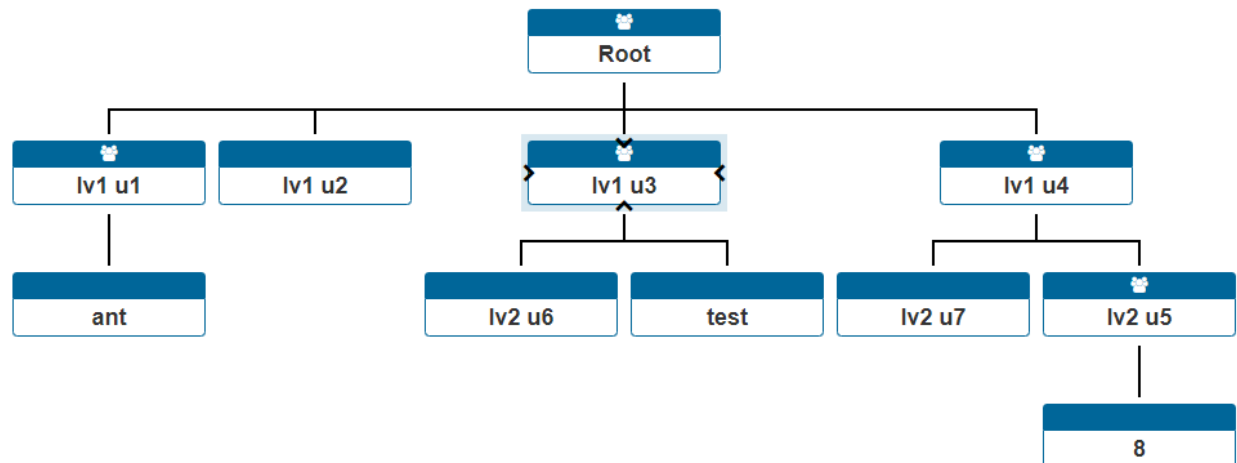 Root
lv1 u1
lv1 u2
lv1 u3
lv1 u4
ant
lv2 u6
test
lv2 u7
lv2 u5
8